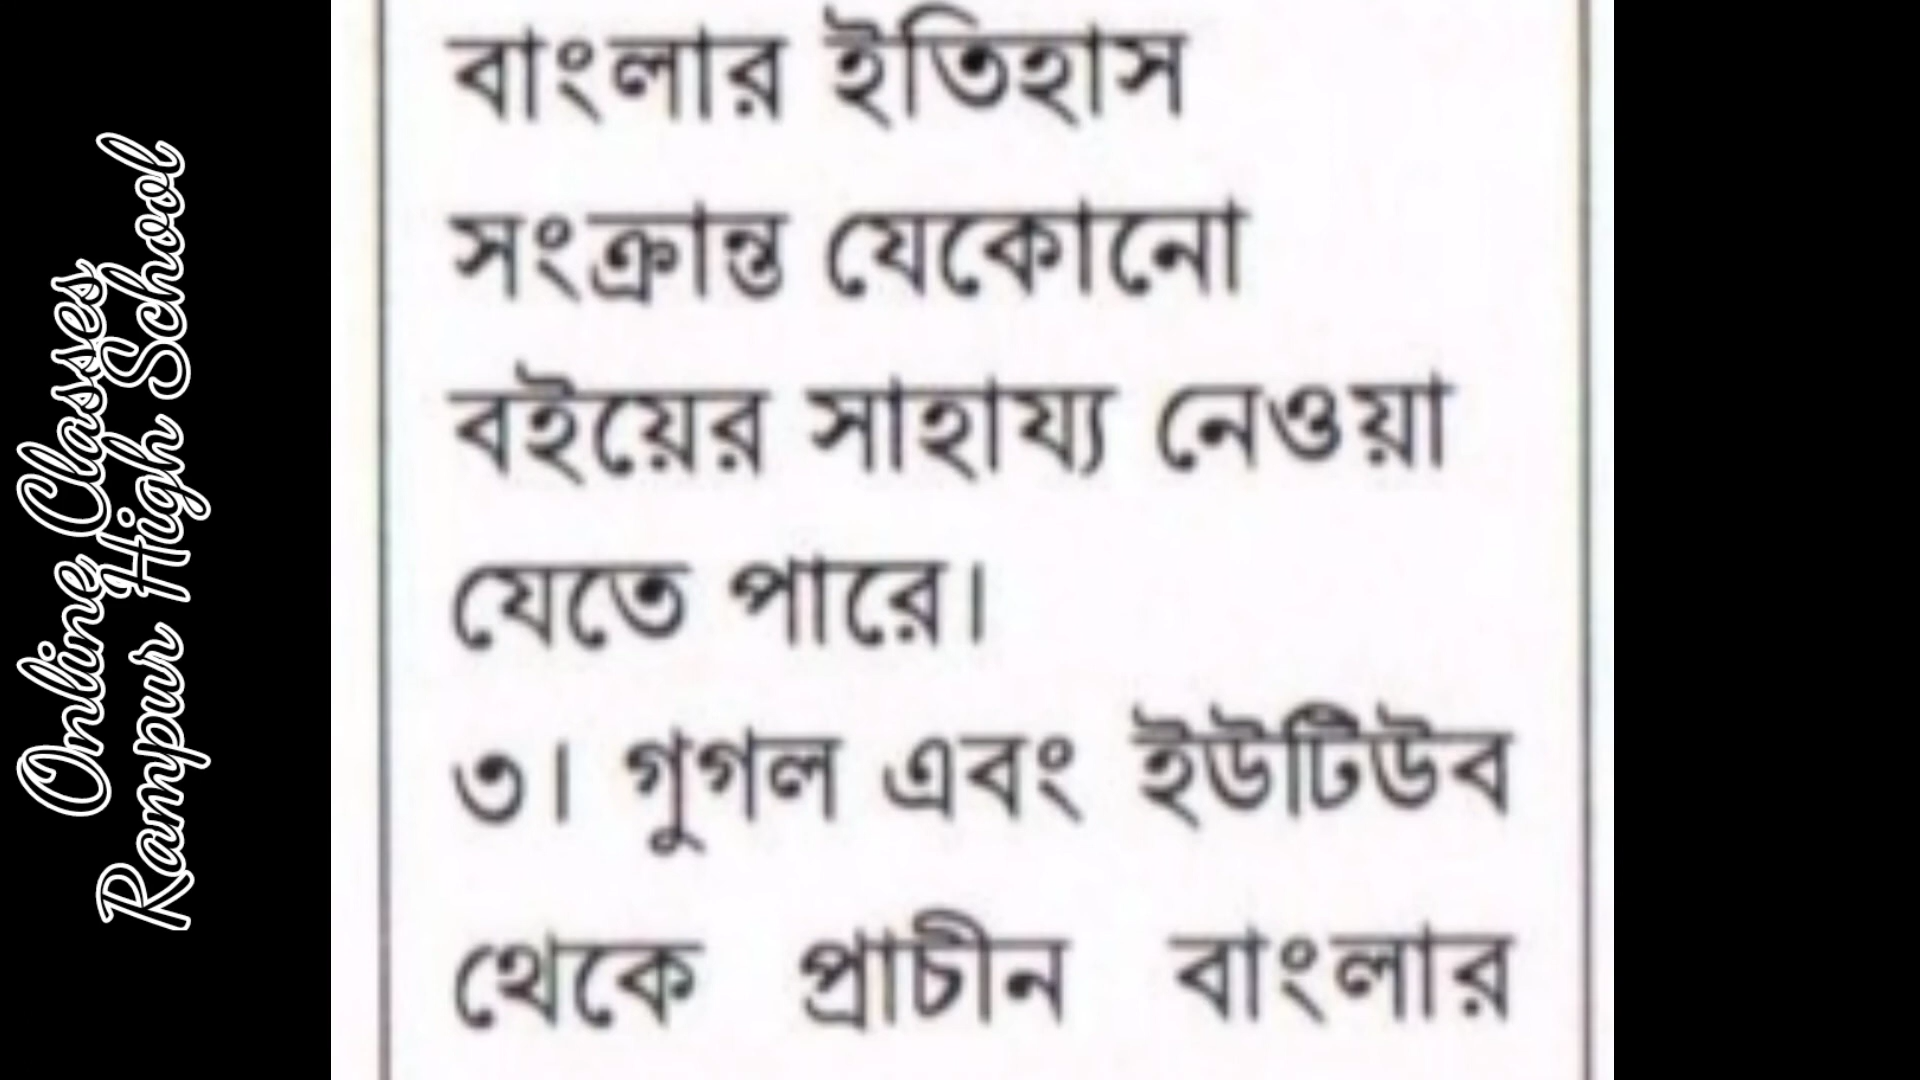 Online Classes
Rampur High School
বাংলার ইতিহাস
সংক্রান্ত যেকোনো
বইয়ের সাহায্য নেওয়া
যেতে পারে।
৩। গুগল এবং ইউটিউব
থেকে প্রাচীন বাংলার